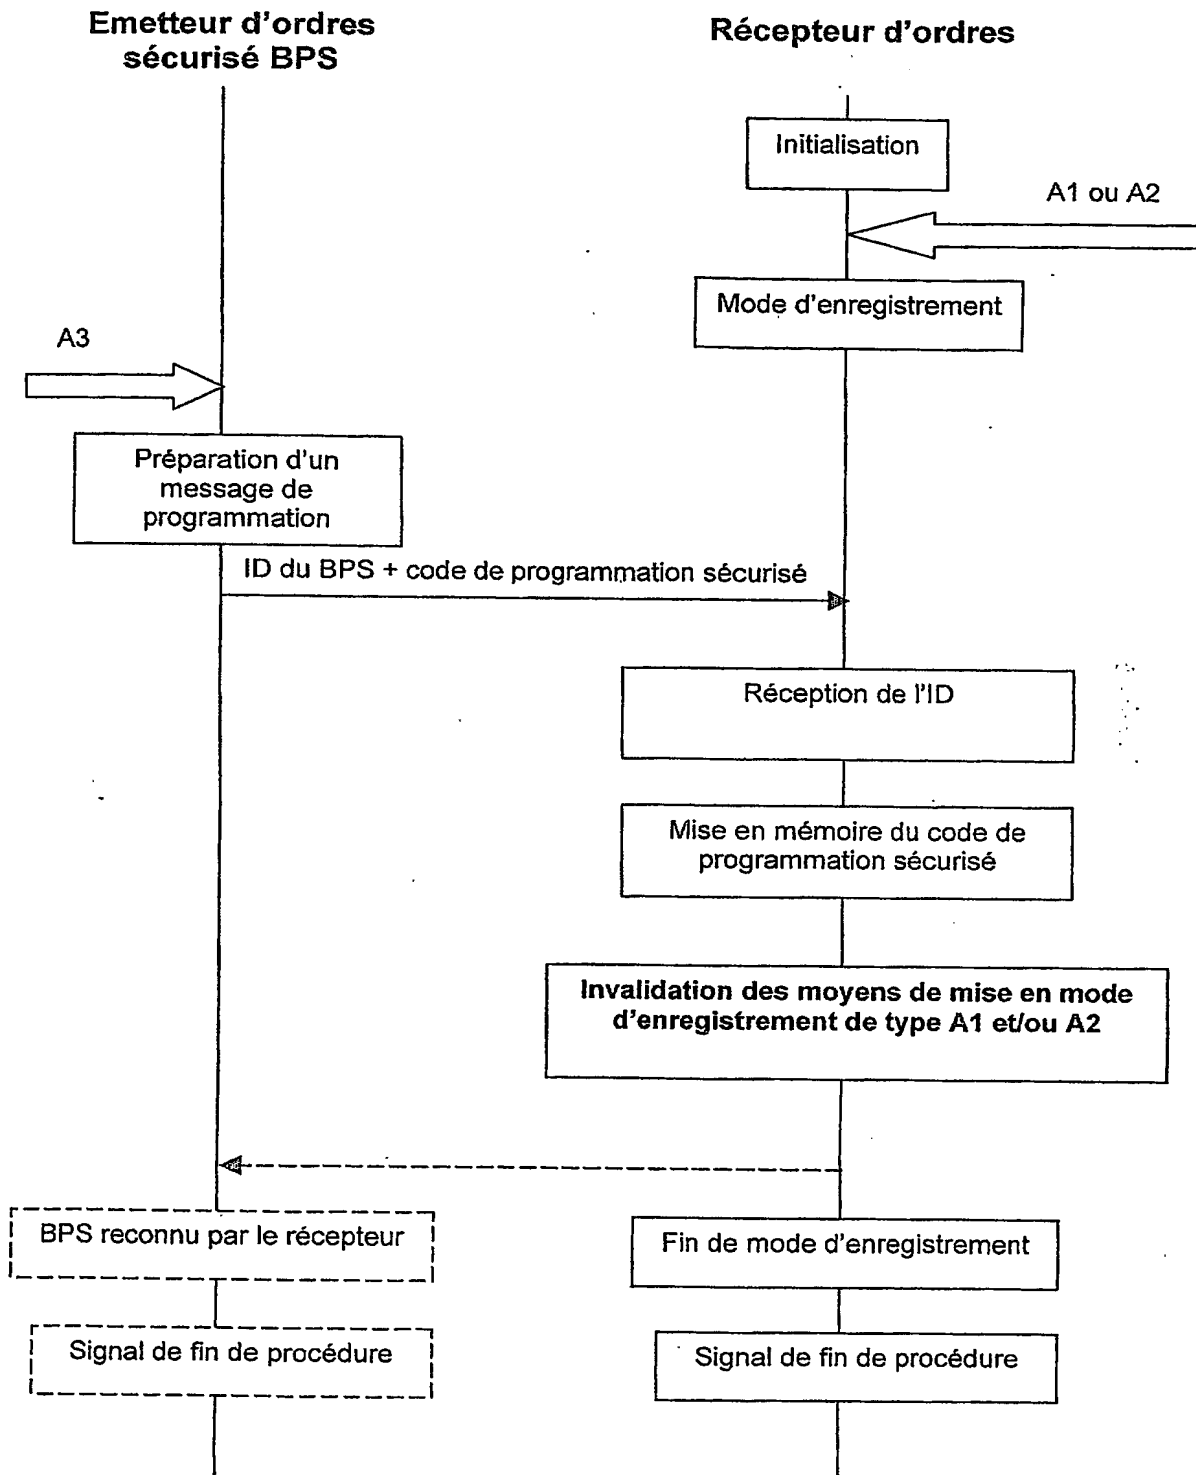 Emetteur d'ordres
sécurisé BPS
Récepteur d'ordres
Initialisation
A1 ou A2
Mode d'enregistrement
A3
Préparation d'un
message de
programmation
ID du BPS + code de programmation sécurisé
Réception de l'ID
Mise en mémoire du code de
programmation sécurisé
Invalidation des moyens de mise en mode
d'enregistrement de type A1 et/ou A2
BPS reconnu par le récepteur
Fin de mode d'enregistrement
Signal de fin de procédure
Signal de fin de procédure